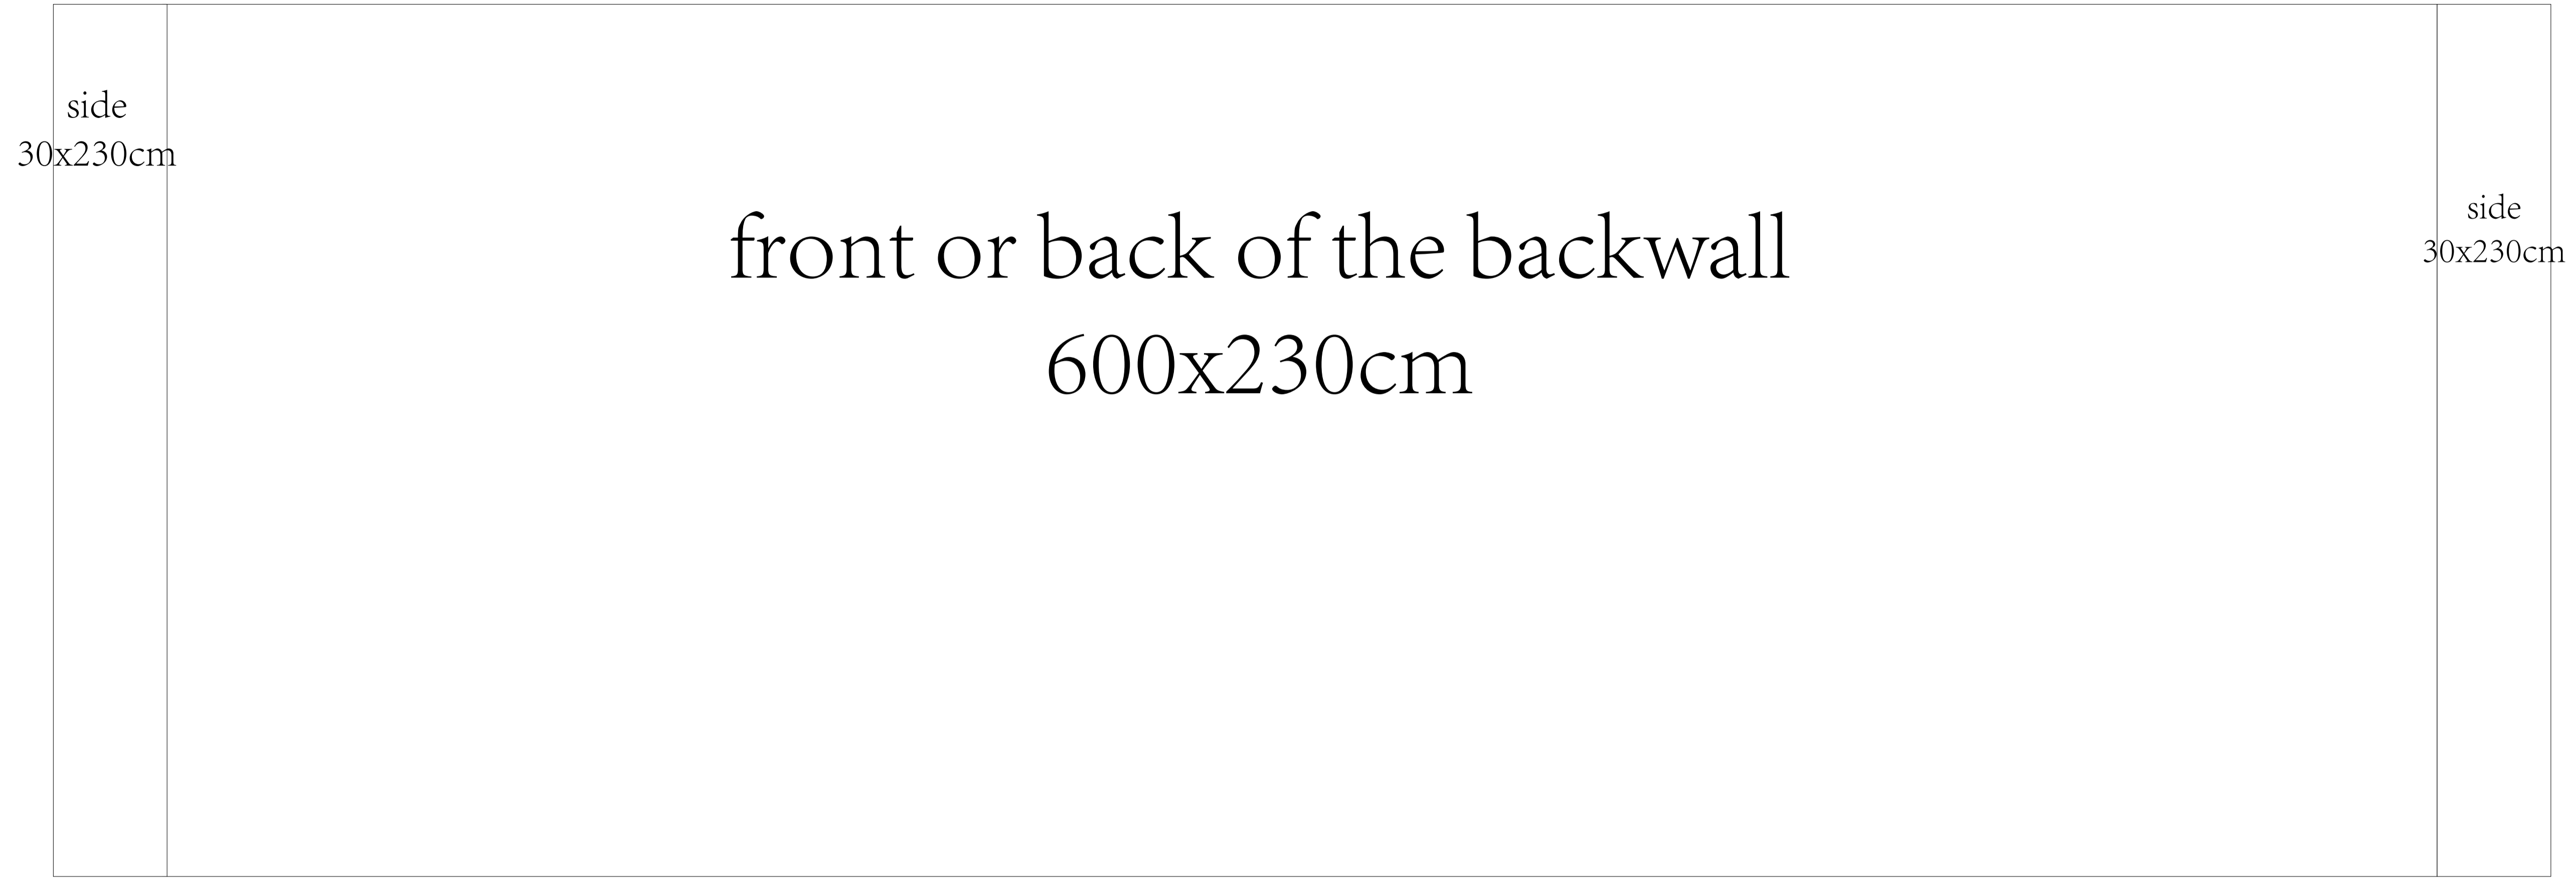 side
30x230cm
front or back of the backwall
600x230cm
side
30x230cm